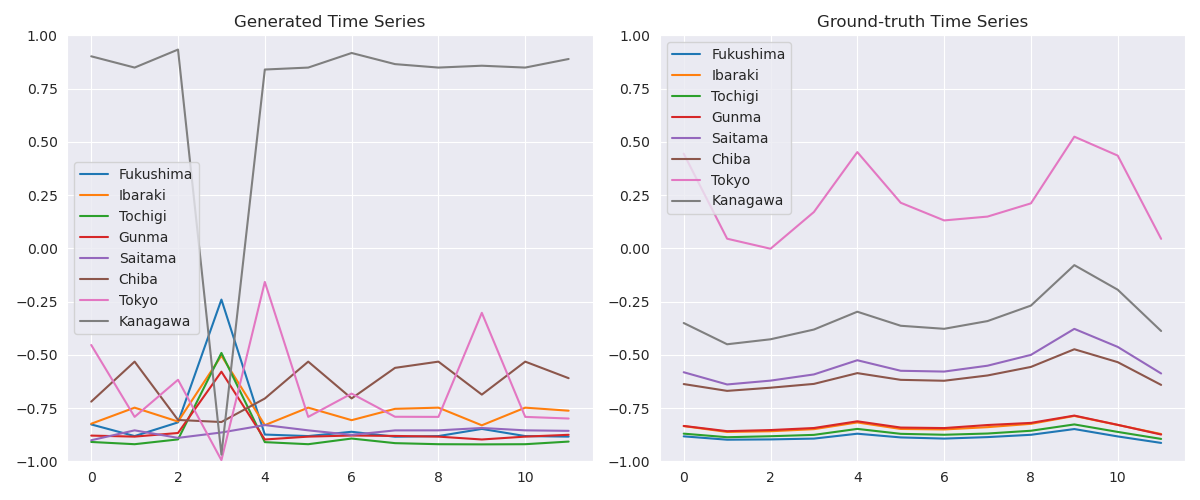 Generated Time Series
1.00
0.75
0.50
0.25
0.00
−0.25
−0.50
−0.75
−1.00
0 2 4 6 8 10
Fukushima
Ibaraki
Tochigi
Gunma
Saitama
Chiba
Tokyo
Kanagawa
Ground-truth Time Series
1.00
0.75
0.50
0.25
0.00
−0.25
−0.50
−0.75
−1.00
0 2 4 6 8 10
Fukushima
Ibaraki
Tochigi
Gunma
Saitama
Chiba
Tokyo
Kanagawa